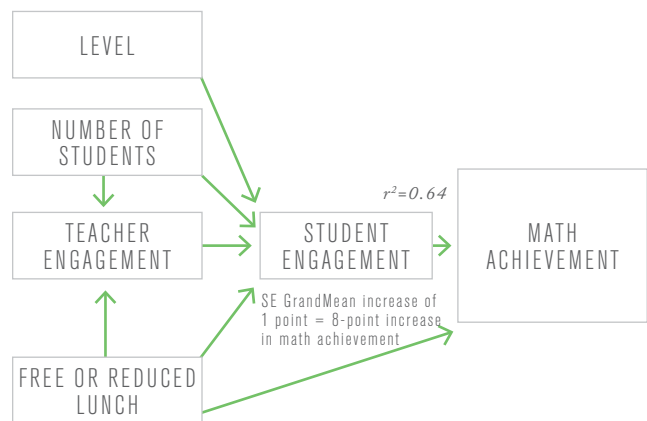 LEVEL
NUMBER OF
STUDENTS
TEACHER
ENGAGEMENT
STUDENT
ENGAGEMENT
r²=0.64
MATH
ACHIEVEMENT
SE GrandMean increase of
1 point = 8-point increase
in math achievement
FREE OR REDUCED
LUNCH